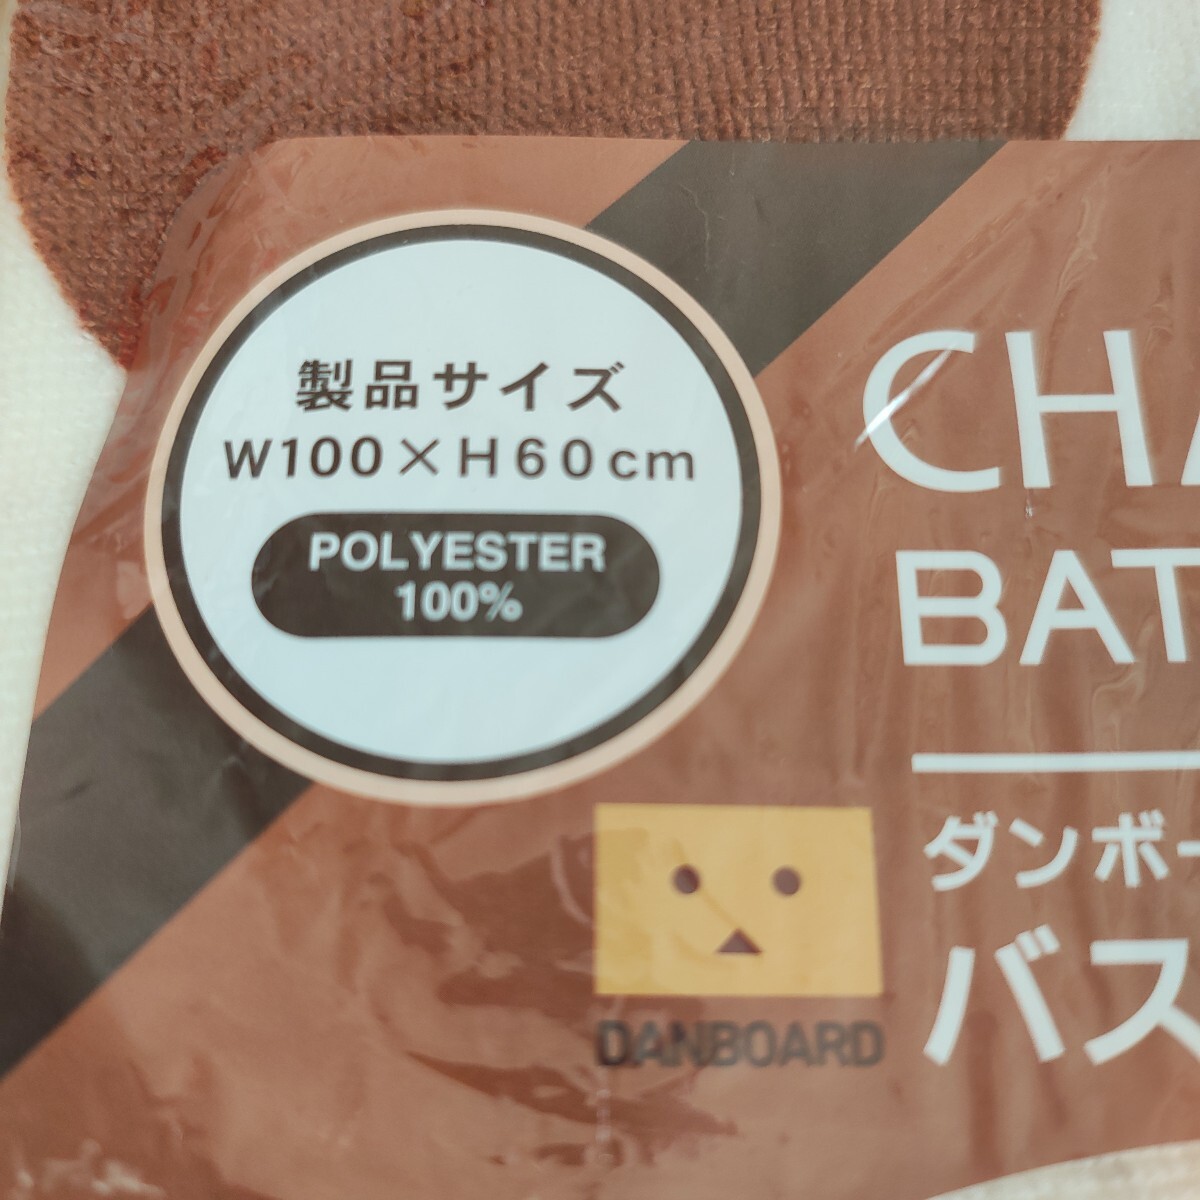 製品サイズ
W100×H60cm
POLYESTER
100%
CHA
BAT
ダンボー
バス
DANBOARD